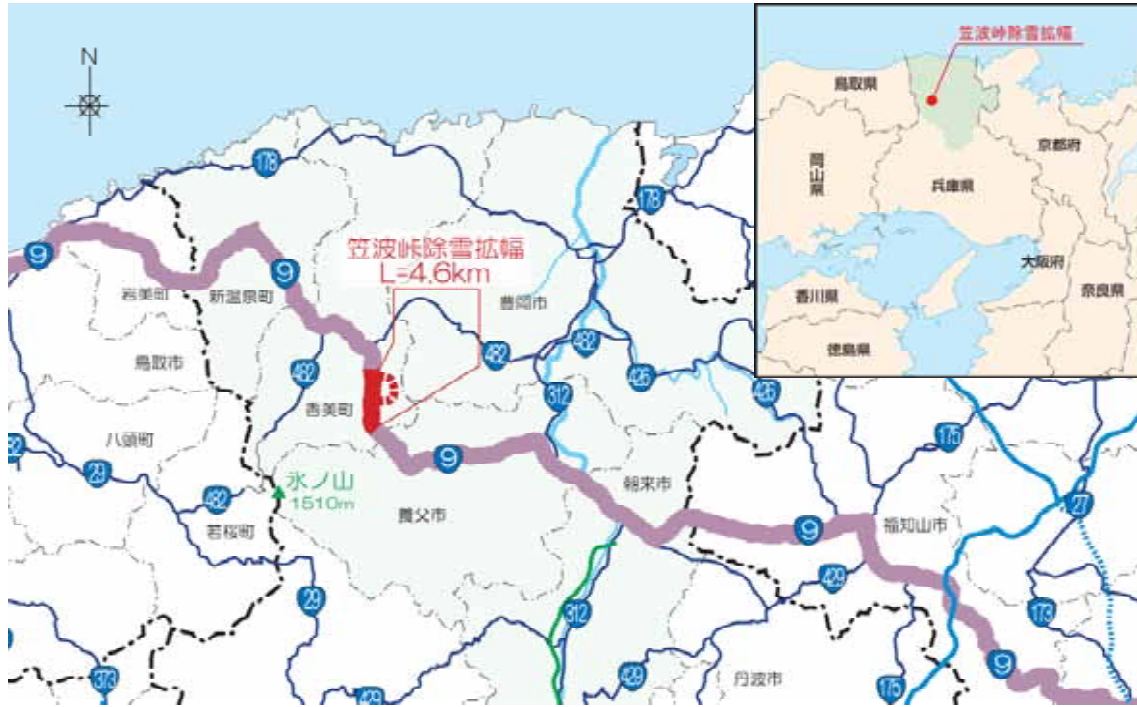 N
笠波峠除雪拡幅
鳥取県
京都府
岡山県
兵庫県
大阪府
奈良県
香川県
徳島県
178
178
9
笠波峠除雪拡幅
L=4.6km
9
岩美町
新温泉町
豊岡市
鳥取市
482
482
482
426
426
312
香美町
八頭町
29
9
175
氷ノ山
1510m
482
若桜町
養父市
朝来市
27
9
福知山市
429
29
312
173
9
373
429
429
丹波市
175